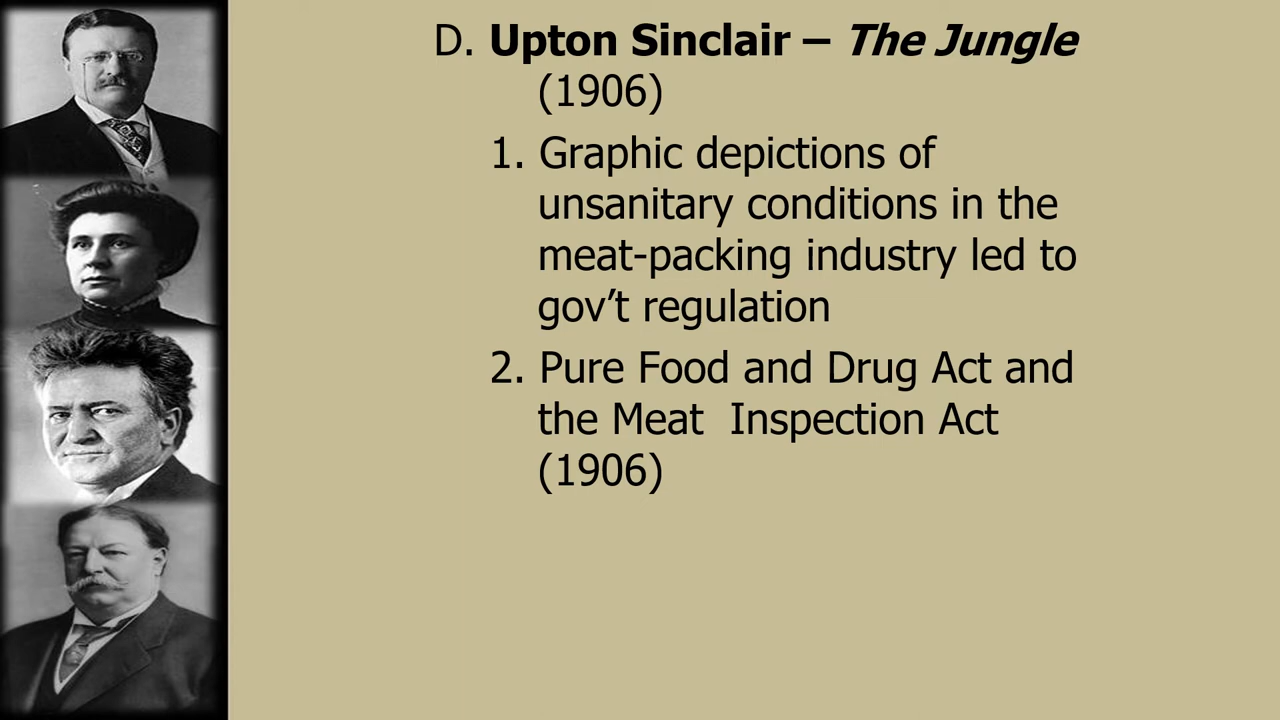 D. Upton Sinclair – The Jungle
(1906)
1. Graphic depictions of
unsanitary conditions in the
meat-packing industry led to
gov’t regulation
2. Pure Food and Drug Act and
the Meat  Inspection Act
(1906)